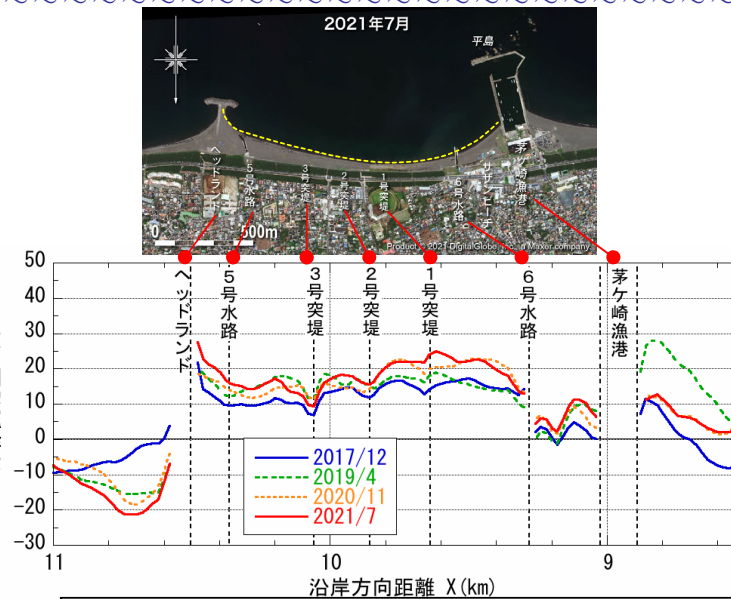 2021年7月
平島
ヘッドランド
5号水路
3号突堤
2号突堤
1号突堤
6号水路
サザンビーチ
茅ケ崎漁港
0
500m
Product © 2021 DigitalGlobe, Inc., a Maxar company
ヘッドランド
5号水路
3号突堤
2号突堤
1号突堤
6号水路
茅ケ崎漁港
50
40
30
20
10
0
-10
-20
-30
2017/12
2019/4
2020/11
2021/7
11
10
9
沿岸方向距離 X(km)